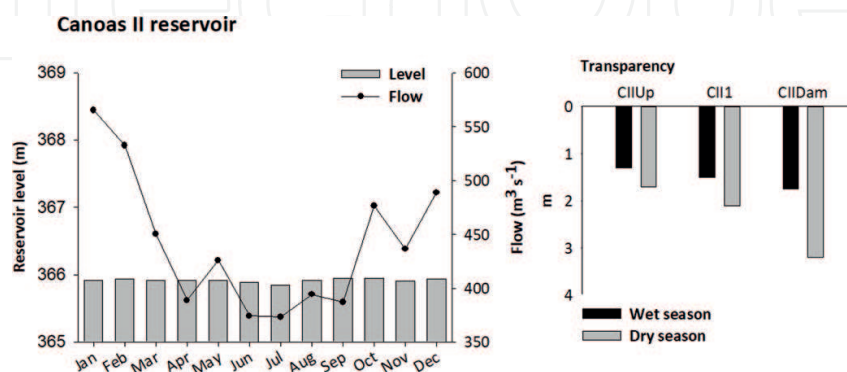 Canoas II reservoir
369
368
367
366
365
Reservoir level (m)
Level
Flow
600
550
500
450
400
350
Flow (m³ s⁻¹)
Jan Feb Mar Apr May Jun Jul Aug Sep Oct Nov Dec
Transparency
CIIUp CII1 CIIDam
0
1
2
3
4
m
Wet season
Dry season